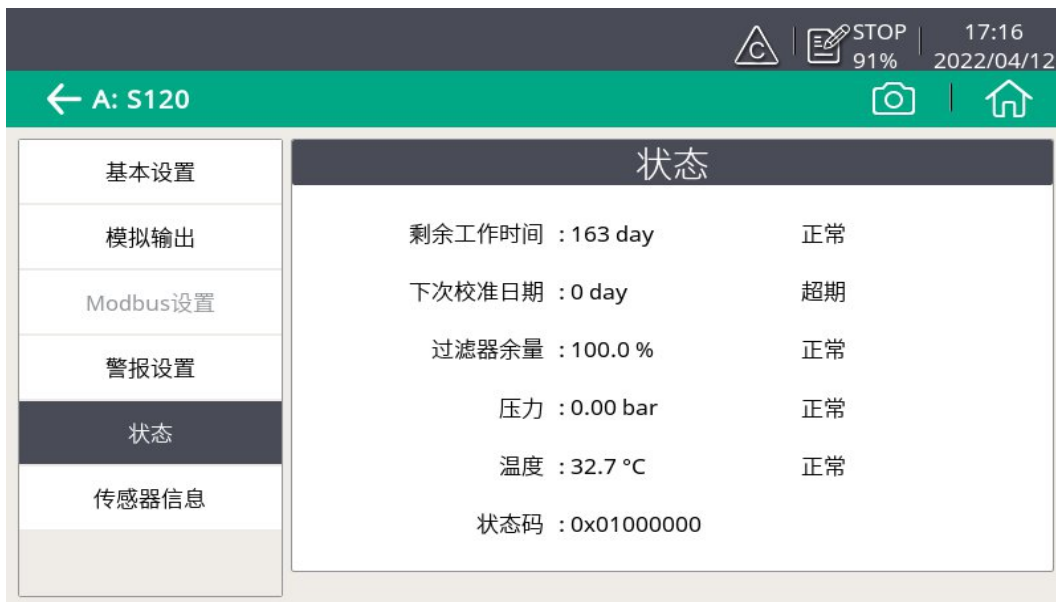 C
STOP
91%
17:16
2022/04/12
A: S120
基本设置
模拟输出
Modbus设置
警报设置
状态
传感器信息
状态
剩余工作时间 : 163 day 正常
下次校准日期 : 0 day 超期
过滤器余量 : 100.0 % 正常
压力 : 0.00 bar 正常
温度 : 32.7 °C 正常
状态码 : 0x01000000